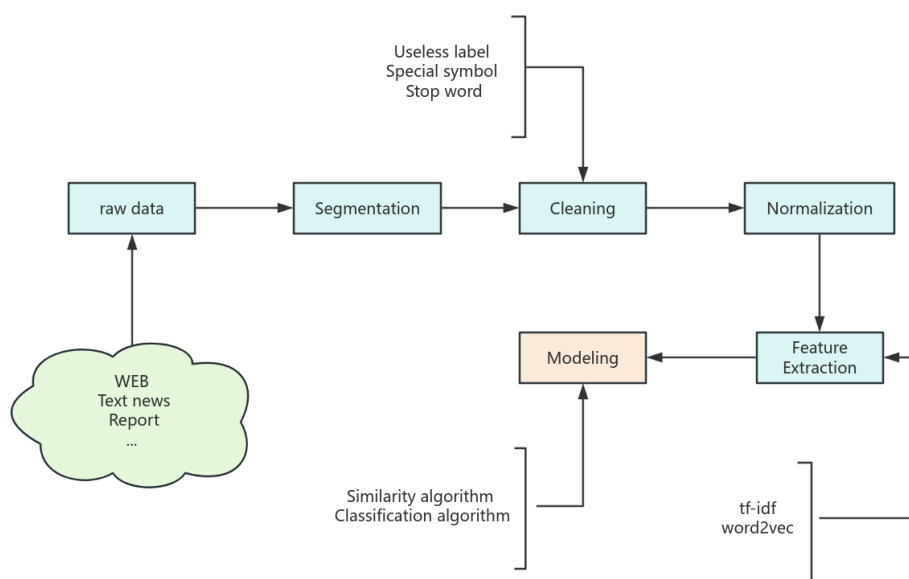 Useless label
Special symbol
Stop word
raw data
Segmentation
Cleaning
Normalization
WEB
Text news
Report
...
Modeling
Feature
Extraction
Similarity algorithm
Classification algorithm
tf-idf
word2vec